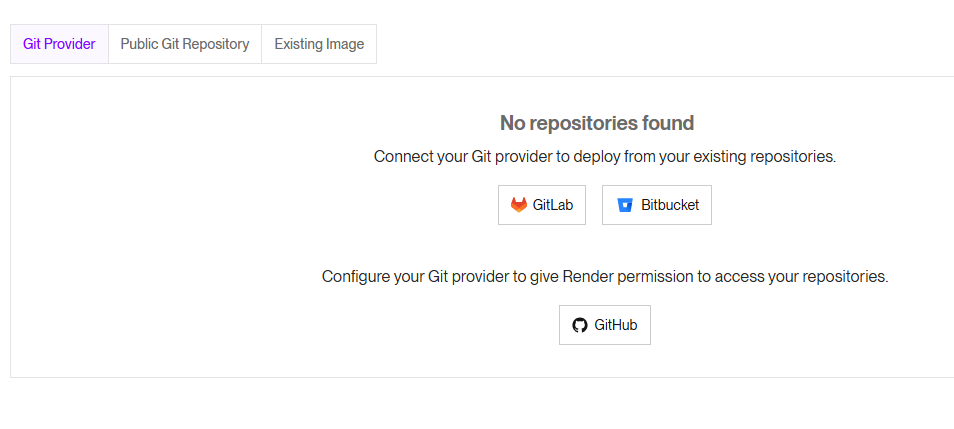 Git Provider Public Git Repository Existing Image
No repositories found
Connect your Git provider to deploy from your existing repositories.
GitLab Bitbucket
Configure your Git provider to give Render permission to access your repositories.
GitHub